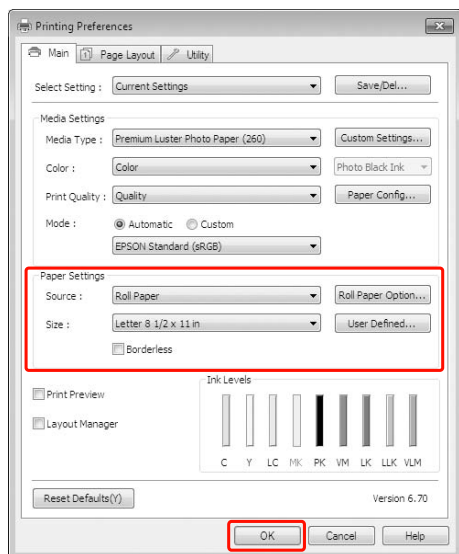 Printing Preferences
Main Page Layout Utility
Select Setting : Current Settings Save/Del...
Media Settings
Media Type : Premium Luster Photo Paper (260) Custom Settings...
Color : Color Photo Black Ink
Print Quality : Quality Paper Config...
Mode : Automatic Custom
EPSON Standard (sRGB)
Paper Settings
Source : Roll Paper Roll Paper Option...
Size : Letter 8 1/2 x 11 in User Defined...
Borderless
Ink Levels
Print Preview
Layout Manager
C Y LC MK PK VM LK LLK VLM
Reset Defaults(Y) Version 6.70
OK Cancel Help